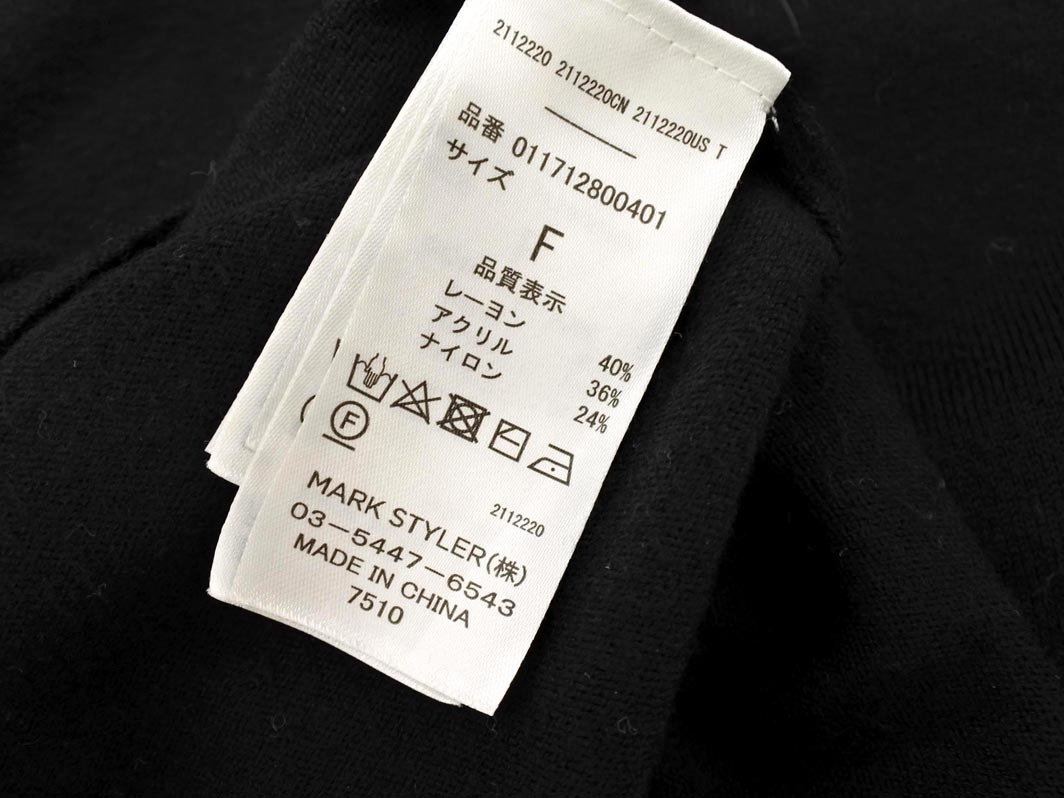 2112220 2112220CN 2112220US T
品番 011712800401
サイズ
F
品質表示
レーヨン 40%
アクリル 36%
ナイロン 24%
F
2112220
MARK STYLER(株)
03-5447-6543
MADE IN CHINA
7510